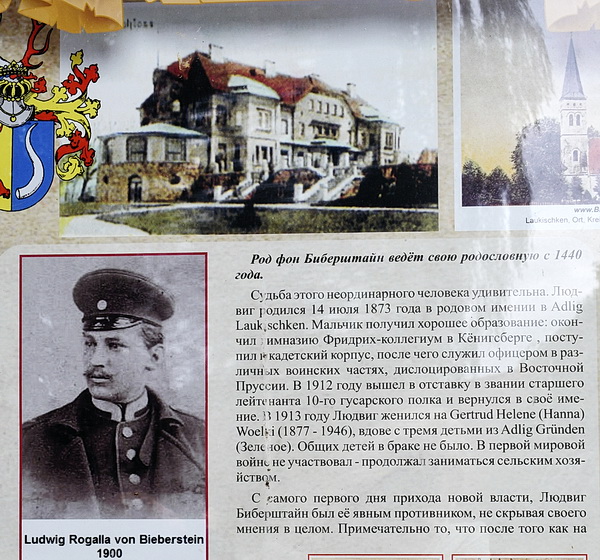 Schloss
www.B
Laukischken, Ort, Kre
Род фон Биберштайн ведёт свою родословную с 1440
года.
Судьба этого неординарного человека удивительна. Люд-
виг родился 14 июля 1873 года в родовом имении в Adlig
Laukischken. Мальчик получил хорошее образование: окон-
чил гимназию Фридрих-коллегиум в Кёнигсберге , посту-
пил в кадетский корпус, после чего служил офицером в раз-
личных воинских частях, дислоцированных в Восточной
Пруссии. В 1912 году вышел в отставку в звании старшего
лейтенанта 10-го гусарского полка и вернулся в своё име-
ние. В 1913 году Людвиг женился на Gertrud Helene (Hanna)
Woelki (1877 - 1946), вдове с тремя детьми из Adlig Gründen
(Зеленое). Общих детей в браке не было. В первой мировой
войне не участвовал - продолжал заниматься сельским хозя-
йством.
С самого первого дня прихода новой власти, Людвиг
Биберштайн был её явным противником, не скрывая своего
мнения в целом. Примечательно то, что после того как на
Ludwig Rogalla von Bieberstein
1900